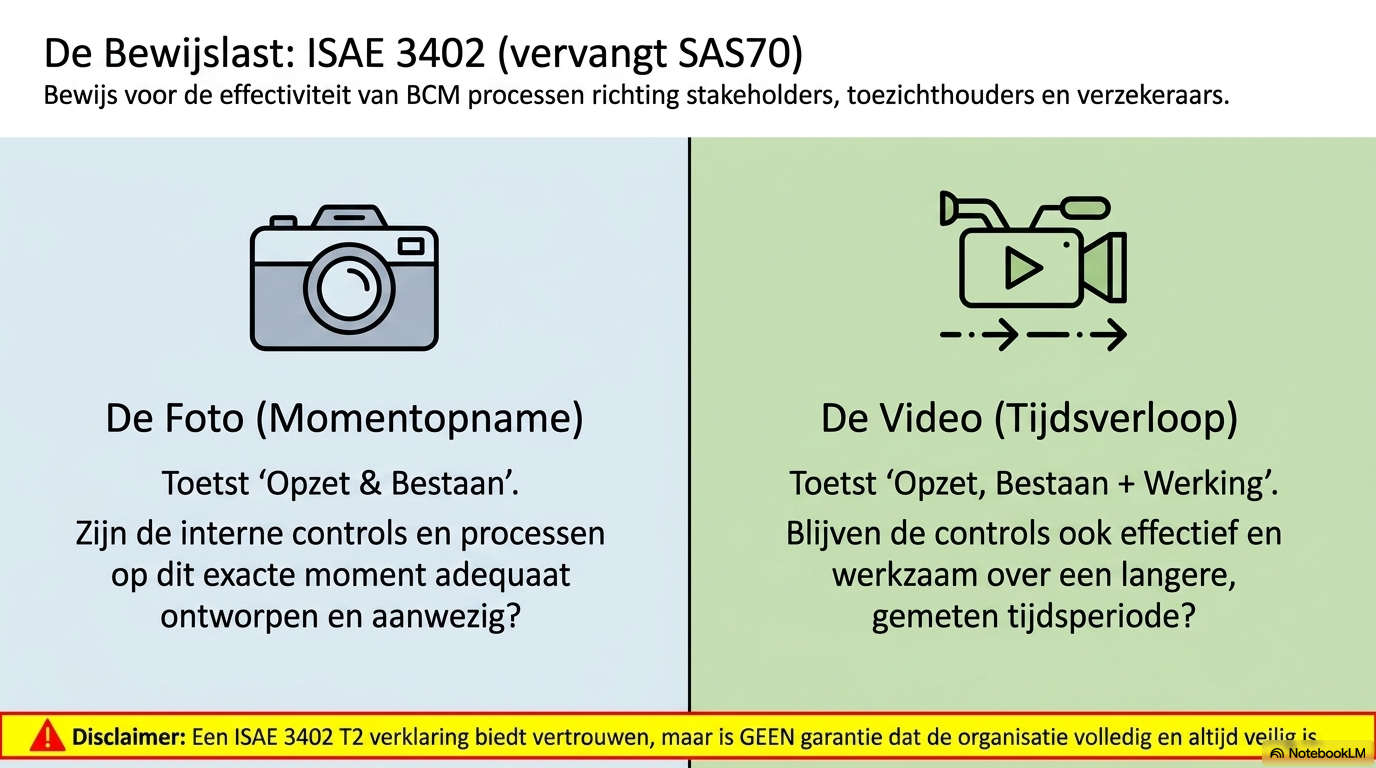 De Bewijslast: ISAE 3402 (vervangt SAS70)
Bewijs voor de effectiviteit van BCM processen richting stakeholders, toezichthouders en verzekeraars.
De Foto (Momentopname)
Toetst ‘Opzet & Bestaan’.
Zijn de interne controls en processen
op dit exacte moment adequaat
ontworpen en aanwezig?
De Video (Tijdsverloop)
Toetst ‘Opzet, Bestaan + Werking’.
Blijven de controls ook effectief en
werkzaam over een langere,
gemeten tijdsperiode?
Disclaimer: Een ISAE 3402 T2 verklaring biedt vertrouwen, maar is GEEN garantie dat de organisatie volledig en altijd veilig is.
NotebookLM